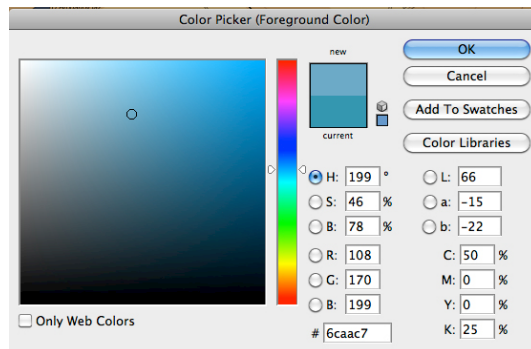 Color Picker (Foreground Color)
new
current
OK
Cancel
Add To Swatches
Color Libraries
H: 199 °
S: 46 %
B: 78 %
R: 108
G: 170
B: 199
# 6caac7
L: 66
a: -15
b: -22
C: 50 %
M: 0 %
Y: 0 %
K: 25 %
Only Web Colors